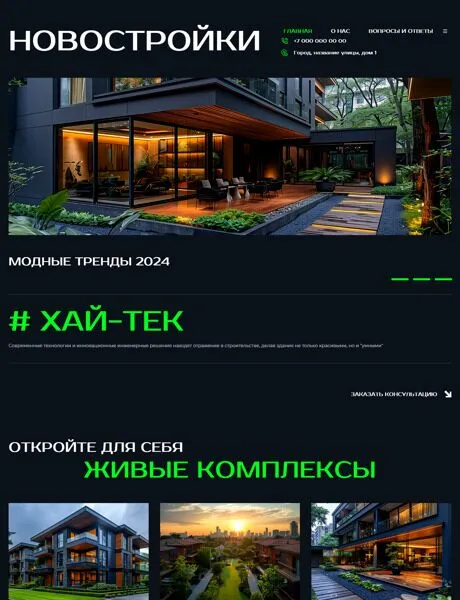 НОВОСТРОЙКИ
ГЛАВНАЯ О НАС ВОПРОСЫ И ОТВЕТЫ
+7 000 000 00 00
Город, название улицы, дом 1
МОДНЫЕ ТРЕНДЫ 2024
# ХАЙ-ТЕК
Современные технологии и инновационные инженерные решения находят отражение в строительстве, делая здания не только красивыми, но и "умными"
ЗАКАЗАТЬ КОНСУЛЬТАЦИЮ
ОТКРОЙТЕ ДЛЯ СЕБЯ
ЖИВЫЕ КОМПЛЕКСЫ